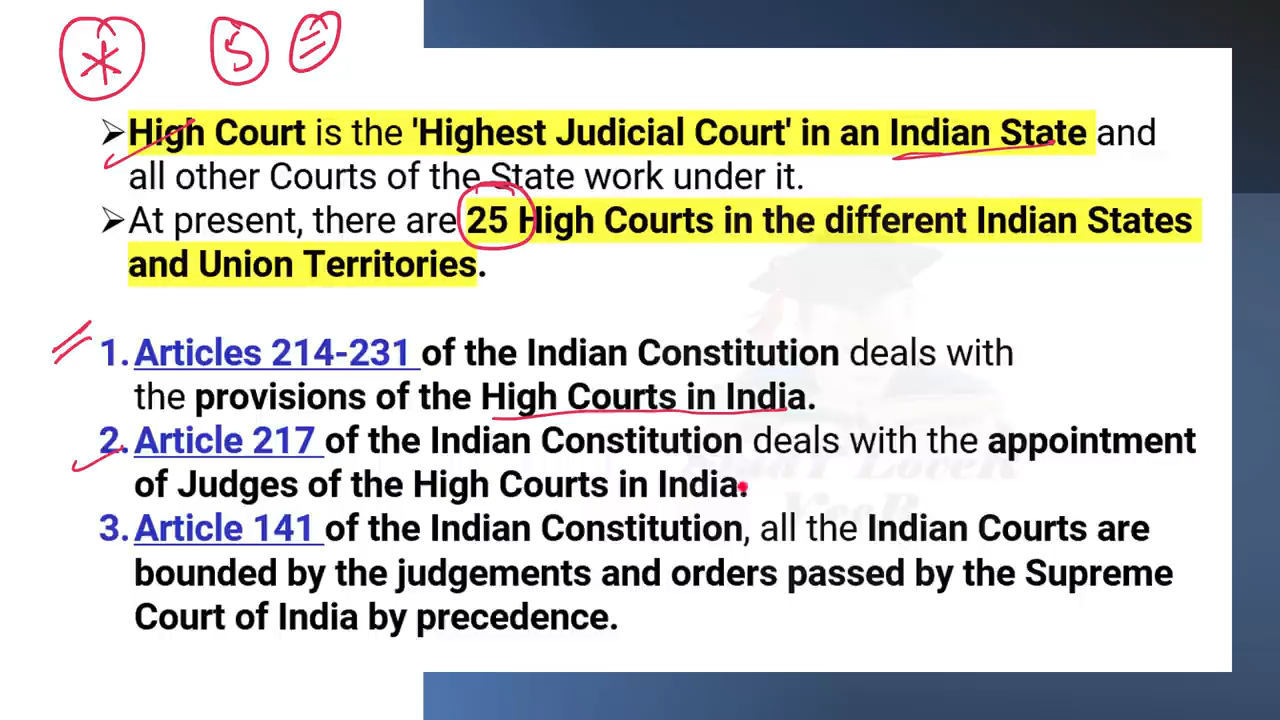 * 5 =
➢High Court is the 'Highest Judicial Court' in an Indian State and
all other Courts of the State work under it.
➢At present, there are 25 High Courts in the different Indian States
and Union Territories.
1. Articles 214-231 of the Indian Constitution deals with
the provisions of the High Courts in India.
2. Article 217 of the Indian Constitution deals with the appointment
of Judges of the High Courts in India.
3. Article 141 of the Indian Constitution, all the Indian Courts are
bounded by the judgements and orders passed by the Supreme
Court of India by precedence.